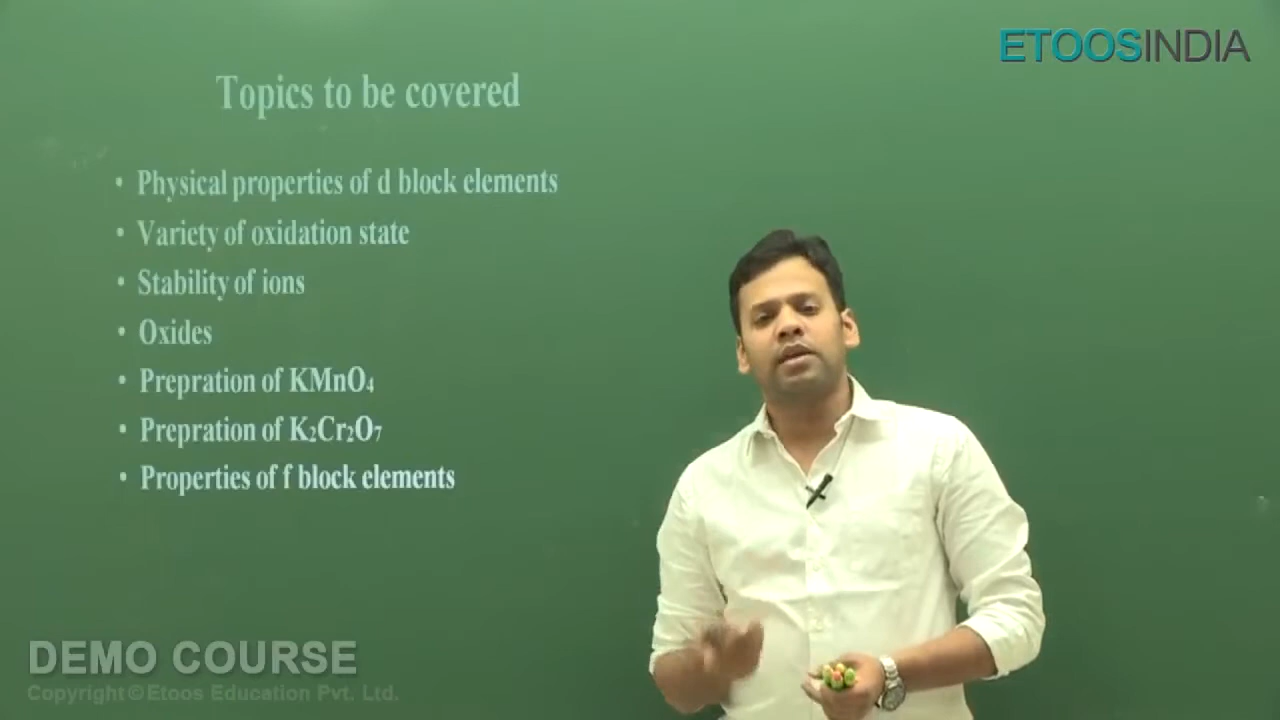 ETOOSINDIA
Topics to be covered
• Physical properties of d block elements
• Variety of oxidation state
• Stability of ions
• Oxides
• Prepration of KMnO₄
• Prepration of K₂Cr₂O₇
• Properties of f block elements
DEMO COURSE
Copyright © Etoos Education Pvt. Ltd.